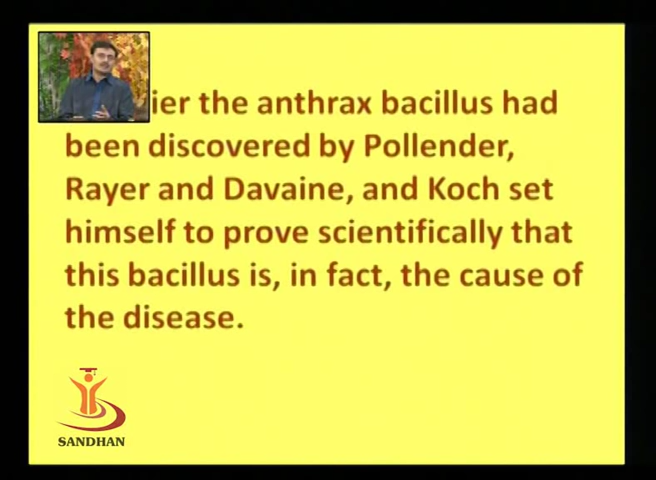 ier the anthrax bacillus had
been discovered by Pollender,
Rayer and Davaine, and Koch set
himself to prove scientifically that
this bacillus is, in fact, the cause of
the disease.
SANDHAN